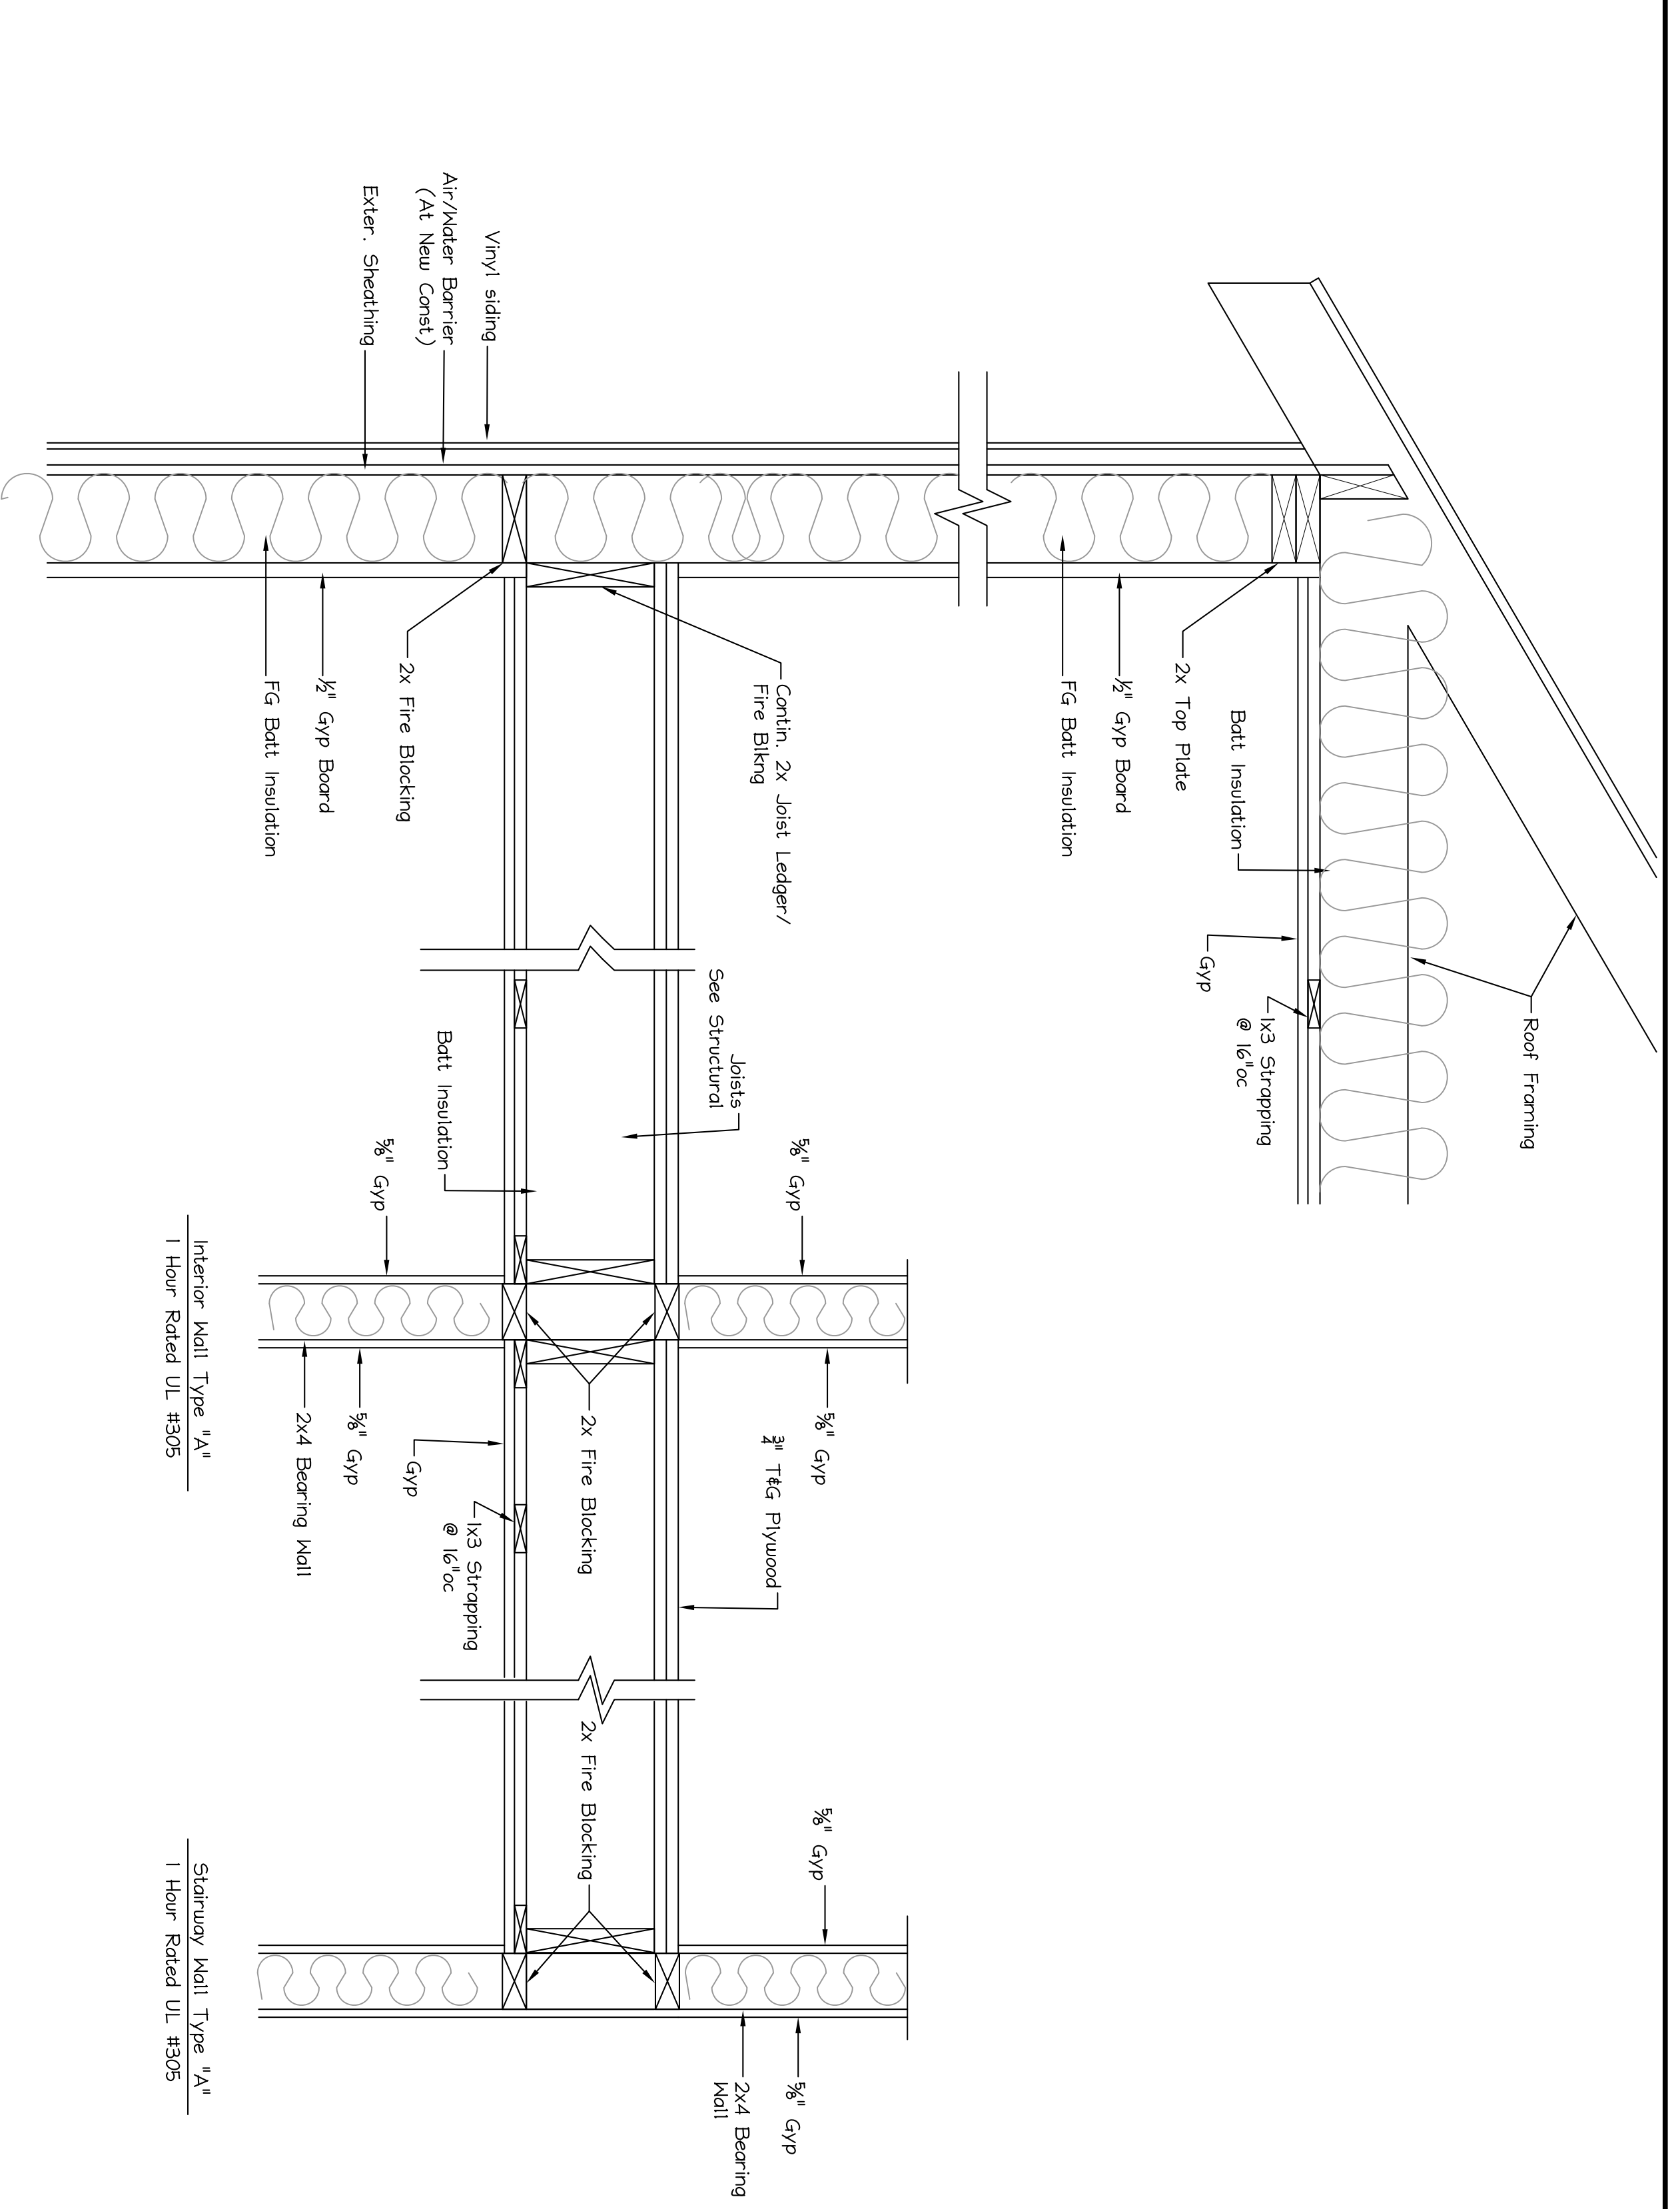 Roof Framing
1x3 Strapping
@ 16"oc
Gyp
Batt Insulation
2x Top Plate
½" Gyp Board
FG Batt Insulation
Contin. 2x Joist Ledger/
Fire Blkng
Vinyl siding
Air/Water Barrier
(At New Const)
Exter. Sheathing
2x Fire Blocking
½" Gyp Board
FG Batt Insulation
Joists
See Structural
Batt Insulation
⅝" Gyp
⅝" Gyp
⅝" Gyp
¾" T&G Plywood
2x Fire Blocking
1x3 Strapping
@ 16"oc
Gyp
⅝" Gyp
2x4 Bearing Wall
Interior Wall Type "A"
1 Hour Rated UL #305
⅝" Gyp
2x Fire Blocking
⅝" Gyp
2x4 Bearing
Wall
Stairway Wall Type "A"
1 Hour Rated UL #305